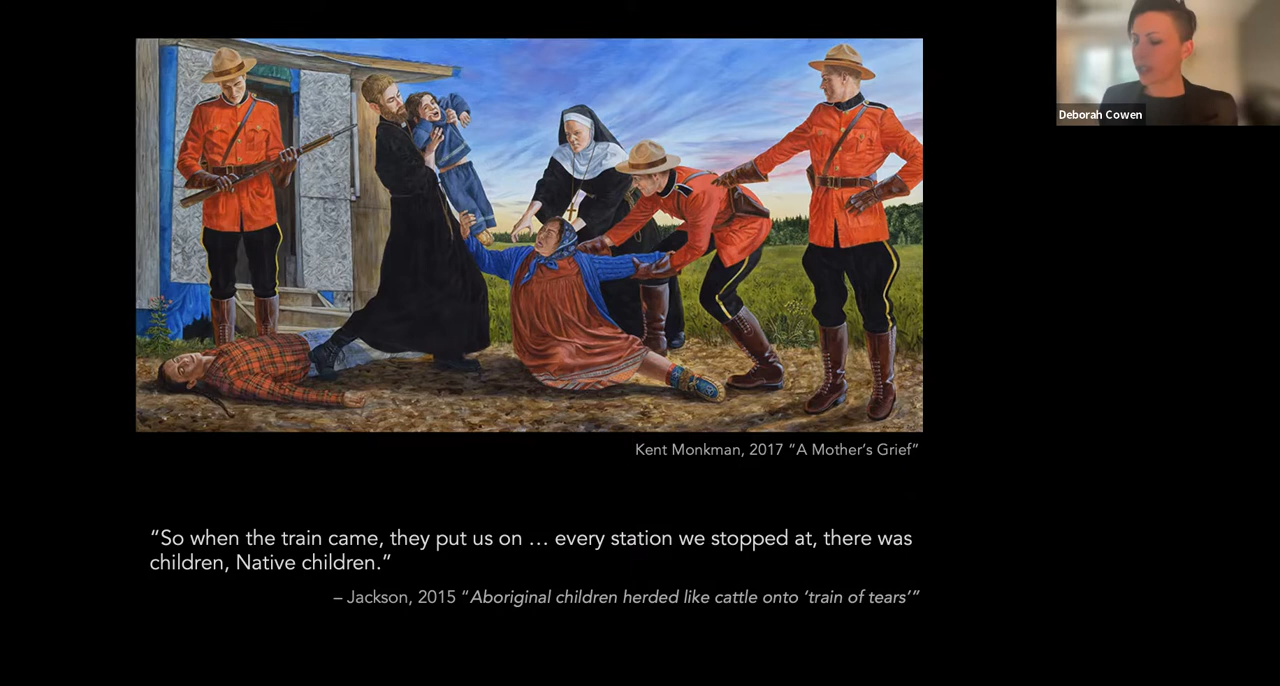 Deborah Cowen
Kent Monkman, 2017 “A Mother’s Grief”
“So when the train came, they put us on … every station we stopped at, there was
children, Native children.”
– Jackson, 2015 “Aboriginal children herded like cattle onto ‘train of tears’”